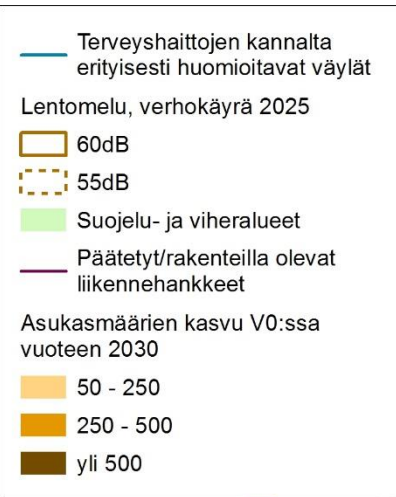 Terveyshaittojen kannalta
erityisesti huomioitavat väylät
Lentomelu, verhokäyrä 2025
60dB
55dB
Suojelu- ja viheralueet
Päätetyt/rakenteilla olevat
liikennehankkeet
Asukasmäärien kasvu V0:ssa
vuoteen 2030
50 - 250
250 - 500
yli 500